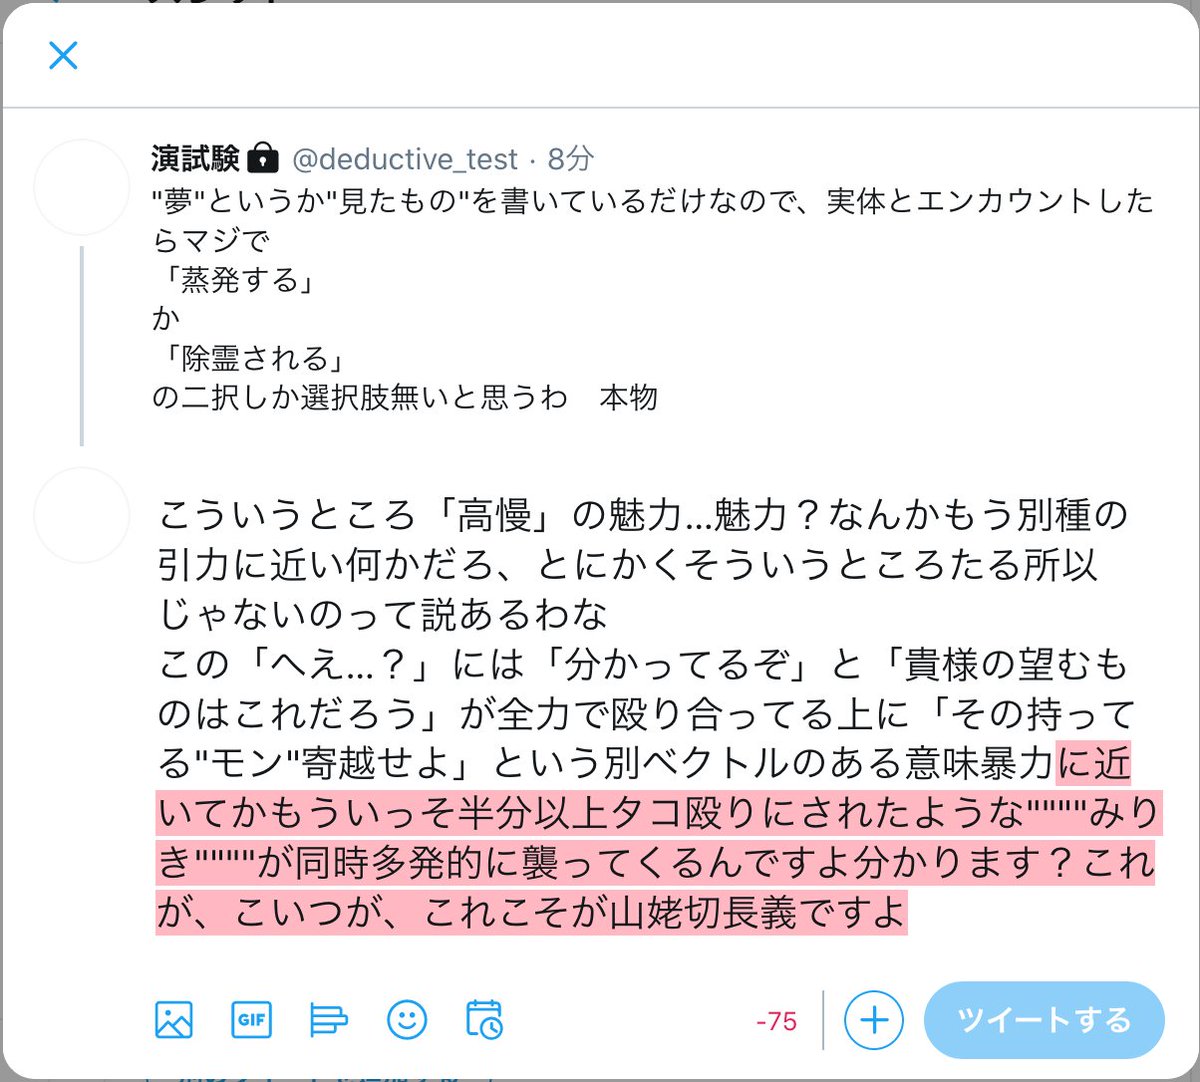 演試験 @deductive_test · 8分
"夢"というか"見たもの"を書いているだけなので、実体とエンカウントした
らマジで
「蒸発する」
か
「除霊される」
の二択しか選択肢無いと思うわ　本物
こういうところ「高慢」の魅力...魅力？なんかもう別種の
引力に近い何かだろ、とにかくそういうところたる所以
じゃないのって説あるわな
この「へえ...？」には「分かってるぞ」と「貴様の望むも
のはこれだろう」が全力で殴り合ってる上に「その持って
る"モン"寄越せよ」という別ベクトルのある意味暴力に近
いてかもういっそ半分以上タコ殴りにされたような""""みり
き""""が同時多発的に襲ってくるんですよ分かります？これ
が、こいつが、これこそが山姥切長義ですよ
GIF
-75
ツイートする